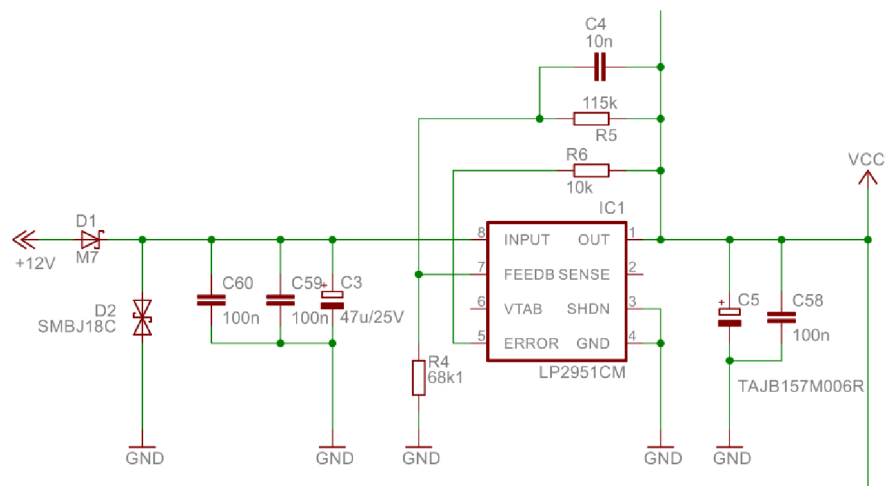 C4
10n
115k
R5
R6
10k
VCC
IC1
D1
M7
+12V
8 INPUT OUT 1
7 FEEDB SENSE 2
6 VTAB SHDN 3
5 ERROR GND 4
LP2951CM
D2
SMBJ18C
C60
100n
C59
100n
+
C3
47u/25V
R4
68k1
+
C5
C58
100n
TAJB157M006R
GND
GND
GND
GND
GND